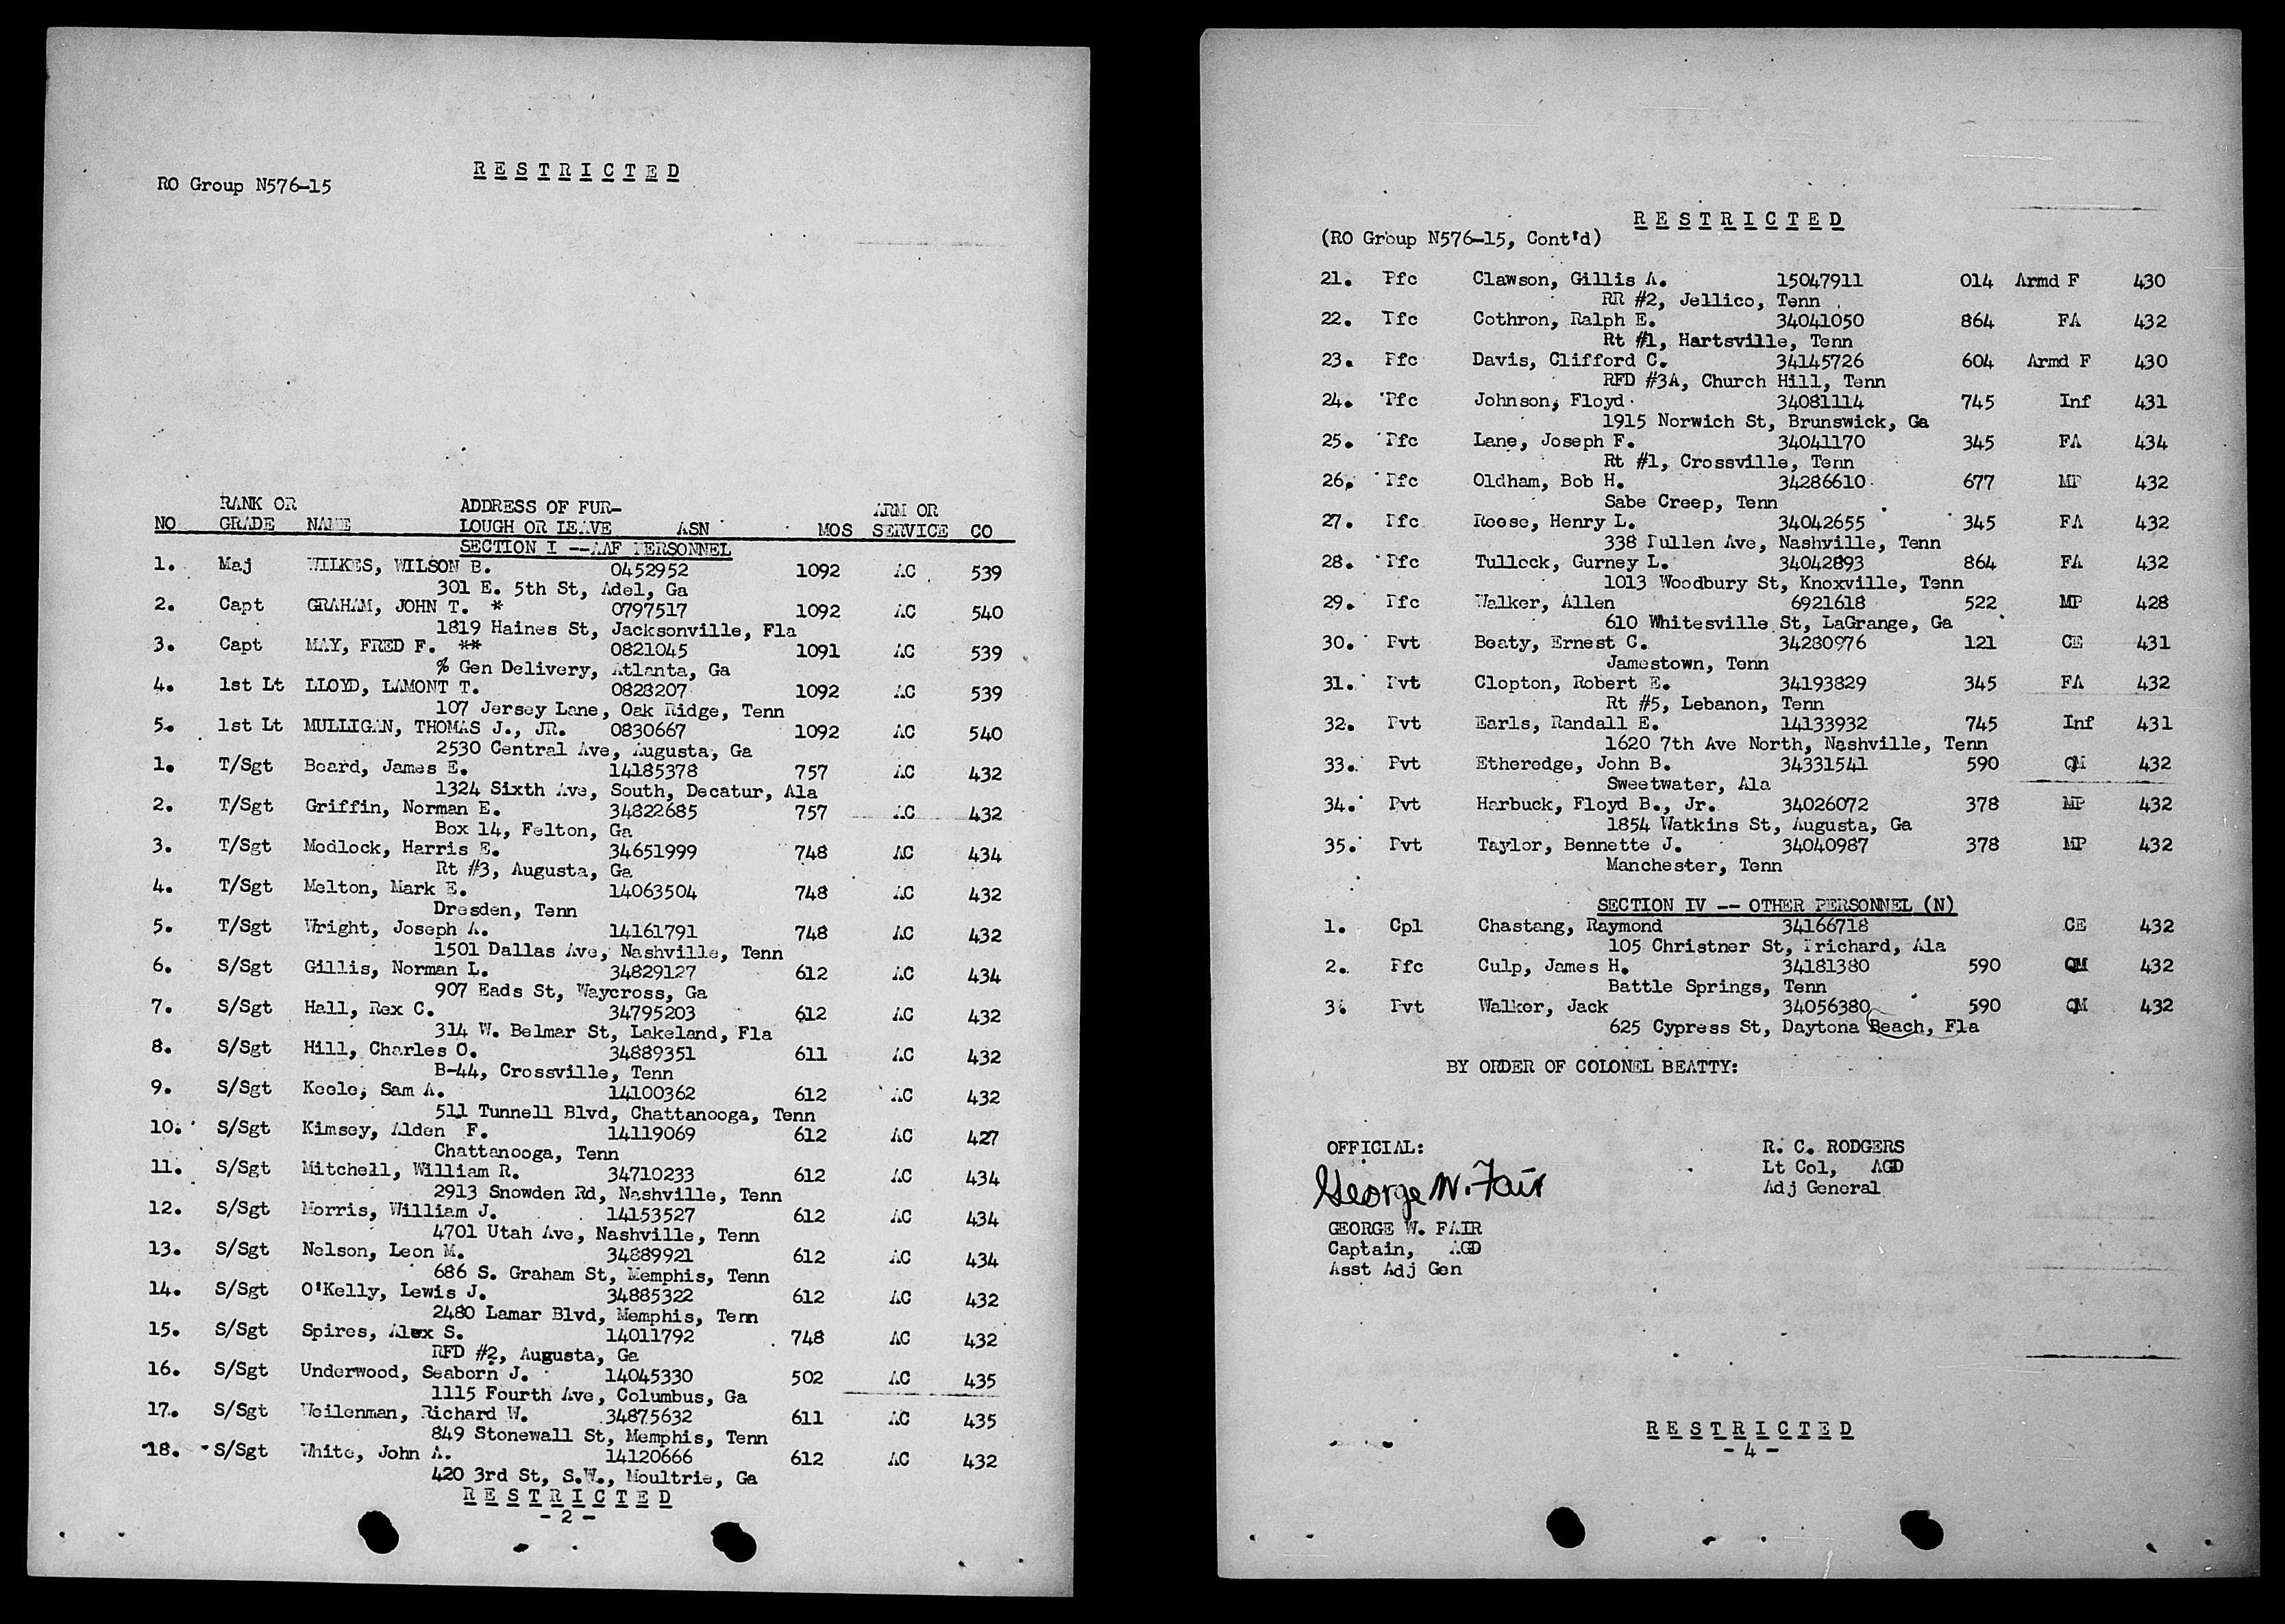 RESTRICTED
RO Group N576-15
RANK OR ADDRESS OF FUR- ARM OR
NO GRADE NAME LOUGH OR LEAVE ASN MOS SERVICE CO
SECTION I --AAF PERSONNEL
1. Maj WILKES, WILSON B. 0452952 1092 AC 539
301 E. 5th St, Adel, Ga
2. Capt GRAHAM, JOHN T. * 0797517 1092 AC 540
1819 Haines St, Jacksonville, Fla
3. Capt MAY, FRED F. ** 0821045 1091 AC 539
% Gen Delivery, Atlanta, Ga
4. 1st Lt LLOYD, LAMONT T. 0828207 1092 AC 539
107 Jersey Lane, Oak Ridge, Tenn
5. 1st Lt MULLIGAN, THOMAS J., JR. 0830667 1092 AC 540
2530 Central Ave, Augusta, Ga
1. T/Sgt Beard, James E. 14185378 757 AC 432
1324 Sixth Ave, South, Decatur, Ala
2. T/Sgt Griffin, Norman E. 34822685 757 AC 432
Box 14, Felton, Ga
3. T/Sgt Medlock, Harris E. 34651999 748 AC 434
Rt #3, Augusta, Ga
4. T/Sgt Melton, Mark E. 14063504 748 AC 432
Dresden, Tenn
5. T/Sgt Wright, Joseph A. 14161791 748 AC 432
1501 Dallas Ave, Nashville, Tenn
6. S/Sgt Gillis, Norman L. 34829127 612 AC 434
907 Eads St, Waycross, Ga
7. S/Sgt Hall, Rex C. 34795203 612 AC 432
314 W. Belmar St, Lakeland, Fla
8. S/Sgt Hill, Charles O. 34889351 611 AC 432
B-44, Crossville, Tenn
9. S/Sgt Keele, Sam A. 14100362 612 AC 432
511 Tunnell Blvd, Chattanooga, Tenn
10. S/Sgt Kimsey, Alden F. 14119069 612 AC 427
Chattanooga, Tenn
11. S/Sgt Mitchell, William R. 34710233 612 AC 434
2913 Snowden Rd, Nashville, Tenn
12. S/Sgt Morris, William J. 14153527 612 AC 434
4701 Utah Ave, Nashville, Tenn
13. S/Sgt Nelson, Leon M. 34889921 612 AC 434
686 S. Graham St, Memphis, Tenn
14. S/Sgt O'Kelly, Lewis J. 34885322 612 AC 432
2480 Lamar Blvd, Memphis, Tenn
15. S/Sgt Spires, Alex S. 14011792 748 AC 432
RFD #2, Augusta, Ga
16. S/Sgt Underwood, Seaborn J. 14045330 502 AC 435
1115 Fourth Ave, Columbus, Ga
17. S/Sgt Weilenman, Richard W. 34875632 611 AC 435
849 Stonewall St, Memphis, Tenn
18. S/Sgt White, John A. 14120666 612 AC 432
420 3rd St, S.W., Moultrie, Ga
RESTRICTED
- 2 -
RESTRICTED
(RO Group N576-15, Cont'd)
21. Pfc Clawson, Gillis A. 15047911 014 Armd F 430
RR #2, Jellico, Tenn
22. Pfc Cothron, Ralph E. 34041050 864 FA 432
Rt #1, Hartsville, Tenn
23. Pfc Davis, Clifford C. 34145726 604 Armd F 430
RFD #3A, Church Hill, Tenn
24. Pfc Johnson, Floyd 34081114 745 Inf 431
1915 Norwich St, Brunswick, Ga
25. Pfc Lane, Joseph F. 34041170 345 FA 434
Rt #1, Crossville, Tenn
26. Pfc Oldham, Bob H. 34286610 677 MP 432
Sabe Creep, Tenn
27. Pfc Reese, Henry L. 34042655 345 FA 432
338 Pullen Ave, Nashville, Tenn
28. Pfc Tullock, Gurney L. 34042893 864 FA 432
1013 Woodbury St, Knoxville, Tenn
29. Pfc Walker, Allen 6921618 522 MP 428
610 Whitesville St, LaGrange, Ga
30. Pvt Beaty, Ernest C. 34280976 121 CE 431
Jamestown, Tenn
31. Pvt Clopton, Robert E. 34193829 345 FA 432
Rt #5, Lebanon, Tenn
32. Pvt Earls, Randall E. 14133932 745 Inf 431
1620 7th Ave North, Nashville, Tenn
33. Pvt Etheredge, John B. 34331541 590 QM 432
Sweetwater, Ala
34. Pvt Harbuck, Floyd B., Jr. 34026072 378 MP 432
1854 Watkins St, Augusta, Ga
35. Pvt Taylor, Bennette J. 34040987 378 MP 432
Manchester, Tenn
SECTION IV -- OTHER PERSONNEL (N)
1. Cpl Chastang, Raymond 34166718 CE 432
105 Christner St, Prichard, Ala
2. Pfc Culp, James H. 34181380 590 QM 432
Battle Springs, Tenn
3. Pvt Walker, Jack 34056380 590 QM 432
625 Cypress St, Daytona Beach, Fla
BY ORDER OF COLONEL BEATTY:
OFFICIAL: R. C. RODGERS
Lt Col, AGD
Adj General
George W. Fair
GEORGE W. FAIR
Captain, AGD
Asst Adj Gen
RESTRICTED
- 4 -